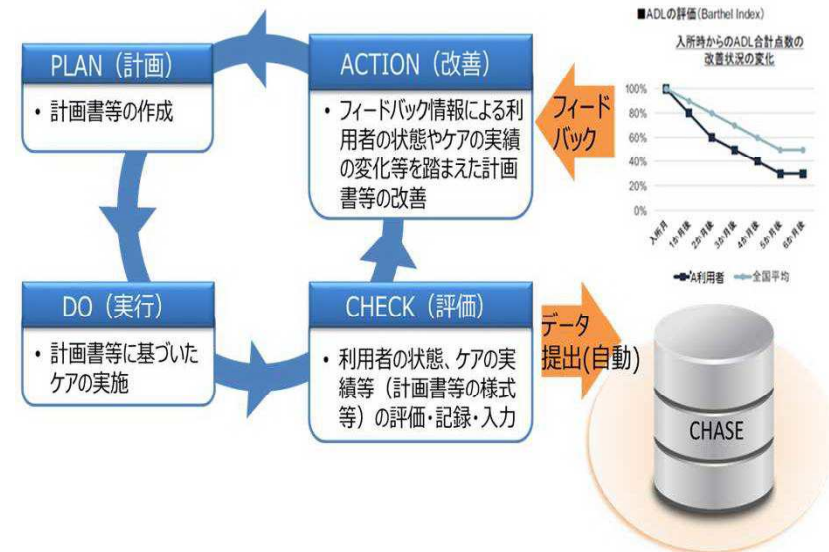 PLAN（計画）
・ 計画書等の作成
ACTION（改善）
・ フィードバック情報による利
用者の状態やケアの実績
の変化等を踏まえた計画
書等の改善
フィード
バック
■ADLの評価（Barthel Index）
入所時からのADL合計点数の
改善状況の変化
100%
80%
60%
40%
20%
0%
入所月
1か月後
2か月後
3か月後
4か月後
5か月後
6か月後
A利用者
全国平均
DO（実行）
・ 計画書等に基づいた
ケアの実施
CHECK（評価）
・ 利用者の状態、ケアの実
績等（計画書等の様式
等）の評価・記録・入力
データ
提出(自動)
CHASE